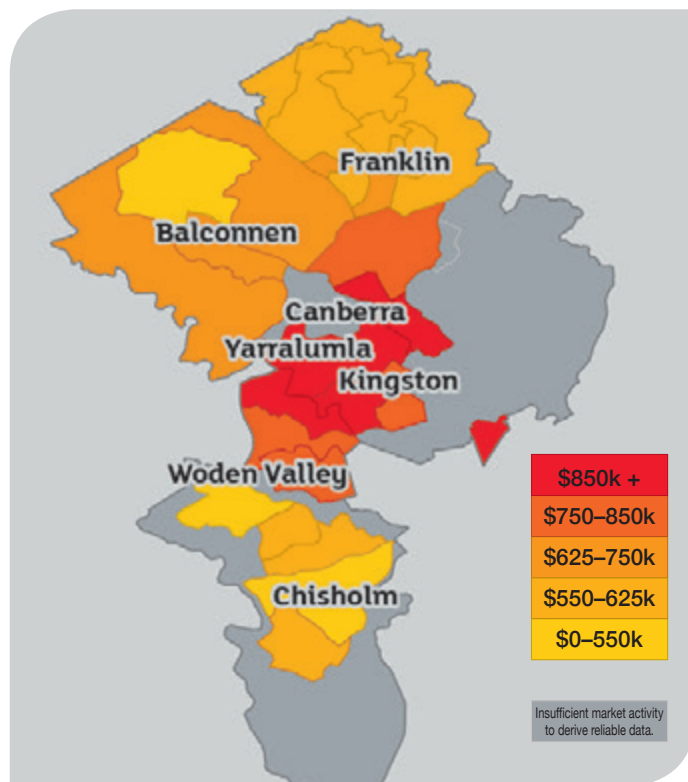 Franklin
Balconnen
Canberra
Yarralumla
Kingston
Woden Valley
Chisholm
$850k +
$750–850k
$625–750k
$550–625k
$0–550k
Insufficient market activity
to derive reliable data.